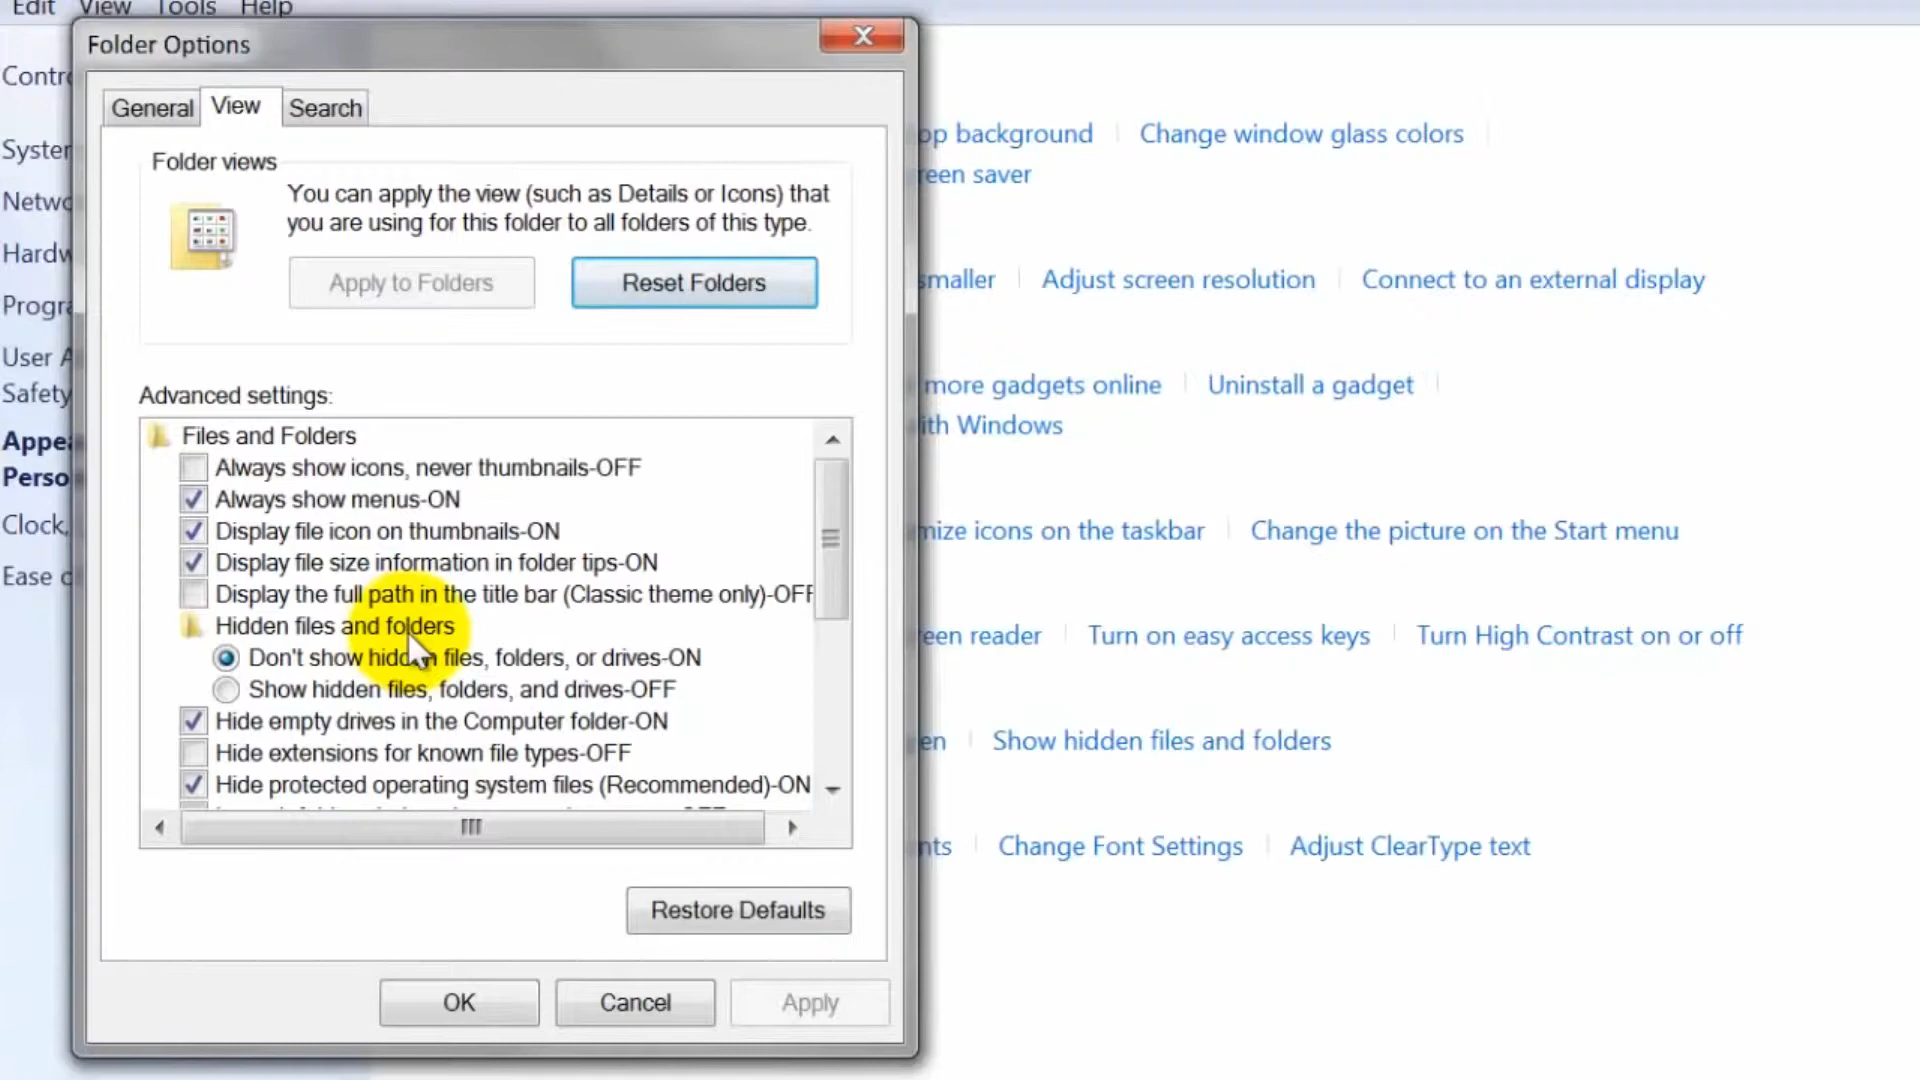 Edit View Tools Help
Folder Options
General View Search
Folder views
You can apply the view (such as Details or Icons) that
you are using for this folder to all folders of this type.
Apply to Folders
Reset Folders
Advanced settings:
Files and Folders
Always show icons, never thumbnails-OFF
Always show menus-ON
Display file icon on thumbnails-ON
Display file size information in folder tips-ON
Display the full path in the title bar (Classic theme only)-OFF
Hidden files and folders
Don't show hidden files, folders, or drives-ON
Show hidden files, folders, and drives-OFF
Hide empty drives in the Computer folder-ON
Hide extensions for known file types-OFF
Hide protected operating system files (Recommended)-ON
Restore Defaults
OK Cancel Apply
Contro
System
Netwo
Hardw
Progra
User A
Safety
Appea
Perso
Clock,
Ease o
op background Change window glass colors
reen saver
smaller Adjust screen resolution Connect to an external display
more gadgets online Uninstall a gadget
ith Windows
mize icons on the taskbar Change the picture on the Start menu
een reader Turn on easy access keys Turn High Contrast on or off
en Show hidden files and folders
nts Change Font Settings Adjust ClearType text